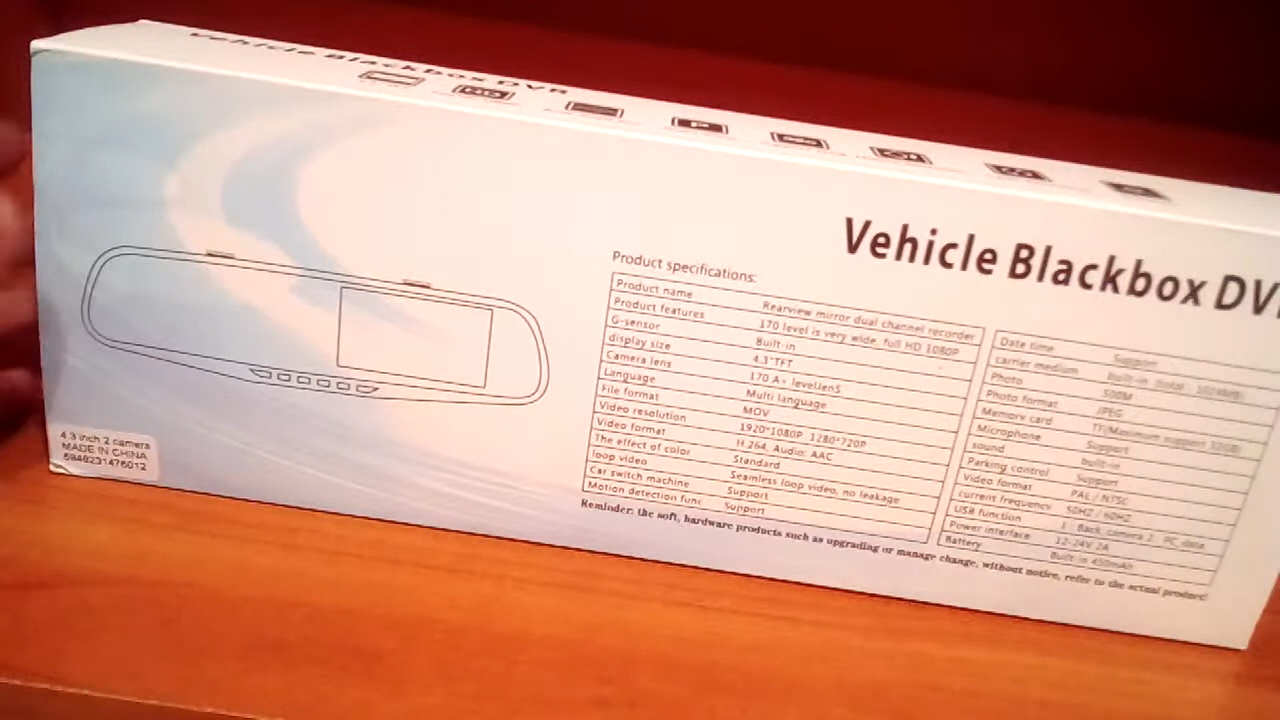 Vehicle Blackbox DVR
HD
P
Vehicle Blackbox DV
Product specifications:
Product name Rearview mirror dual channel recorder
Product features 170 level is very wide, full HD 1080P
G-sensor Built-in
display size 4.3"TFT
Camera lens 170 A+ levellenS
Language Multi language
File format MOV
Video resolution 1920*1080P 1280*720P
Video format H.264, Audio: AAC
The effect of color Standard
loop video Seamless loop video, no leakage
Car switch machine Support
Motion detection func Support
Date time Support
carrier medium built-in
Photo 500M
Photo format JPEG
Memory card TF(Maximum support 32GB)
Microphone Support
sound built-in
Parking control Support
Video format PAL / NTSC
current frequency 50HZ / 60HZ
USB function 1 : Back camera 2 : PC data
Power interface 12-24V 2A
Battery Built-in 450mAh
Reminder: the soft, hardware products such as upgrading or manage change, without notice, refer to the actual product!
4.3 inch 2 camera
MADE IN CHINA
6948231476012